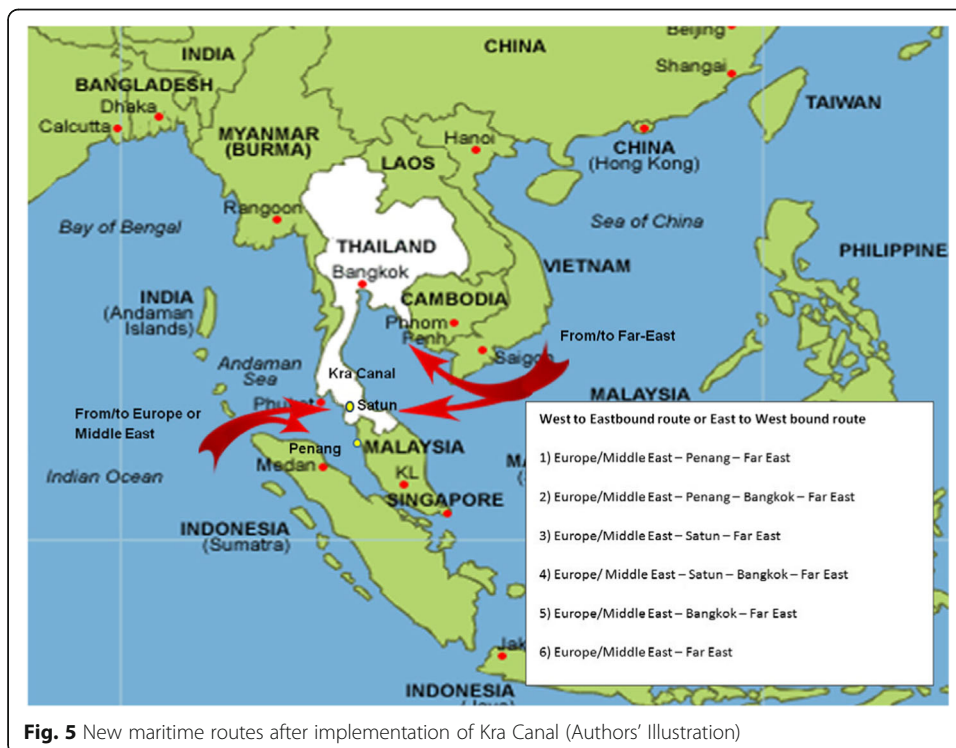 Beijing
CHINA
INDIA
Shangai
BANGLADESH
Dhaka
TAIWAN
Calcutta
MYANMAR
(BURMA)
Hanoi
CHINA
(Hong Kong)
LAOS
Rangoon
Bay of Bengal
Sea of China
THAILAND
PHILIPPINE
Bangkok
VIETNAM
INDIA
(Andaman
Islands)
CAMBODIA
Phnom
Penh
From/to Far-East
Saigon
Andaman
Sea
Kra Canal
MALAYSIA
Phuket
Satun
From/to Europe or
Middle East
Penang
MALAYSIA
Medan
Indian Ocean
KL
SINGAPORE
INDONESIA
(Sumatra)
West to Eastbound route or East to West bound route
1) Europe/Middle East – Penang – Far East
2) Europe/Middle East – Penang – Bangkok – Far East
3) Europe/Middle East – Satun – Far East
4) Europe/ Middle East – Satun – Bangkok – Far East
5) Europe/Middle East – Bangkok – Far East
6) Europe/Middle East – Far East
Jak
INDONESIA
Fig. 5 New maritime routes after implementation of Kra Canal (Authors' Illustration)